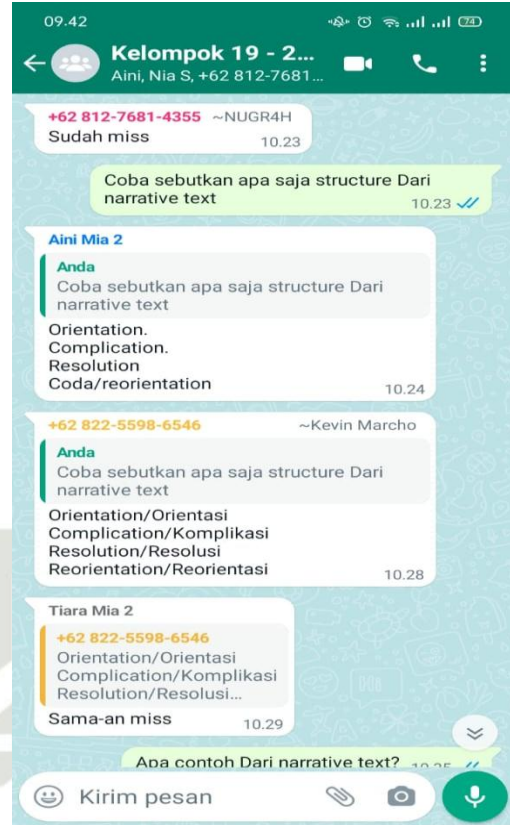 09.42
74
Kelompok 19 - 2...
Aini, Nia S, +62 812-7681...
+62 812-7681-4355 ~NUGR4H
Sudah miss
10.23
Coba sebutkan apa saja structure Dari
narrative text
10.23
Aini Mia 2
Anda
Coba sebutkan apa saja structure Dari
narrative text
Orientation.
Complication.
Resolution
Coda/reorientation
10.24
+62 822-5598-6546 ~Kevin Marcho
Anda
Coba sebutkan apa saja structure Dari
narrative text
Orientation/Orientasi
Complication/Komplikasi
Resolution/Resolusi
Reorientation/Reorientasi
10.28
Tiara Mia 2
+62 822-5598-6546
Orientation/Orientasi
Complication/Komplikasi
Resolution/Resolusi...
Sama-an miss
10.29
Apa contoh Dari narrative text?
Kirim pesan